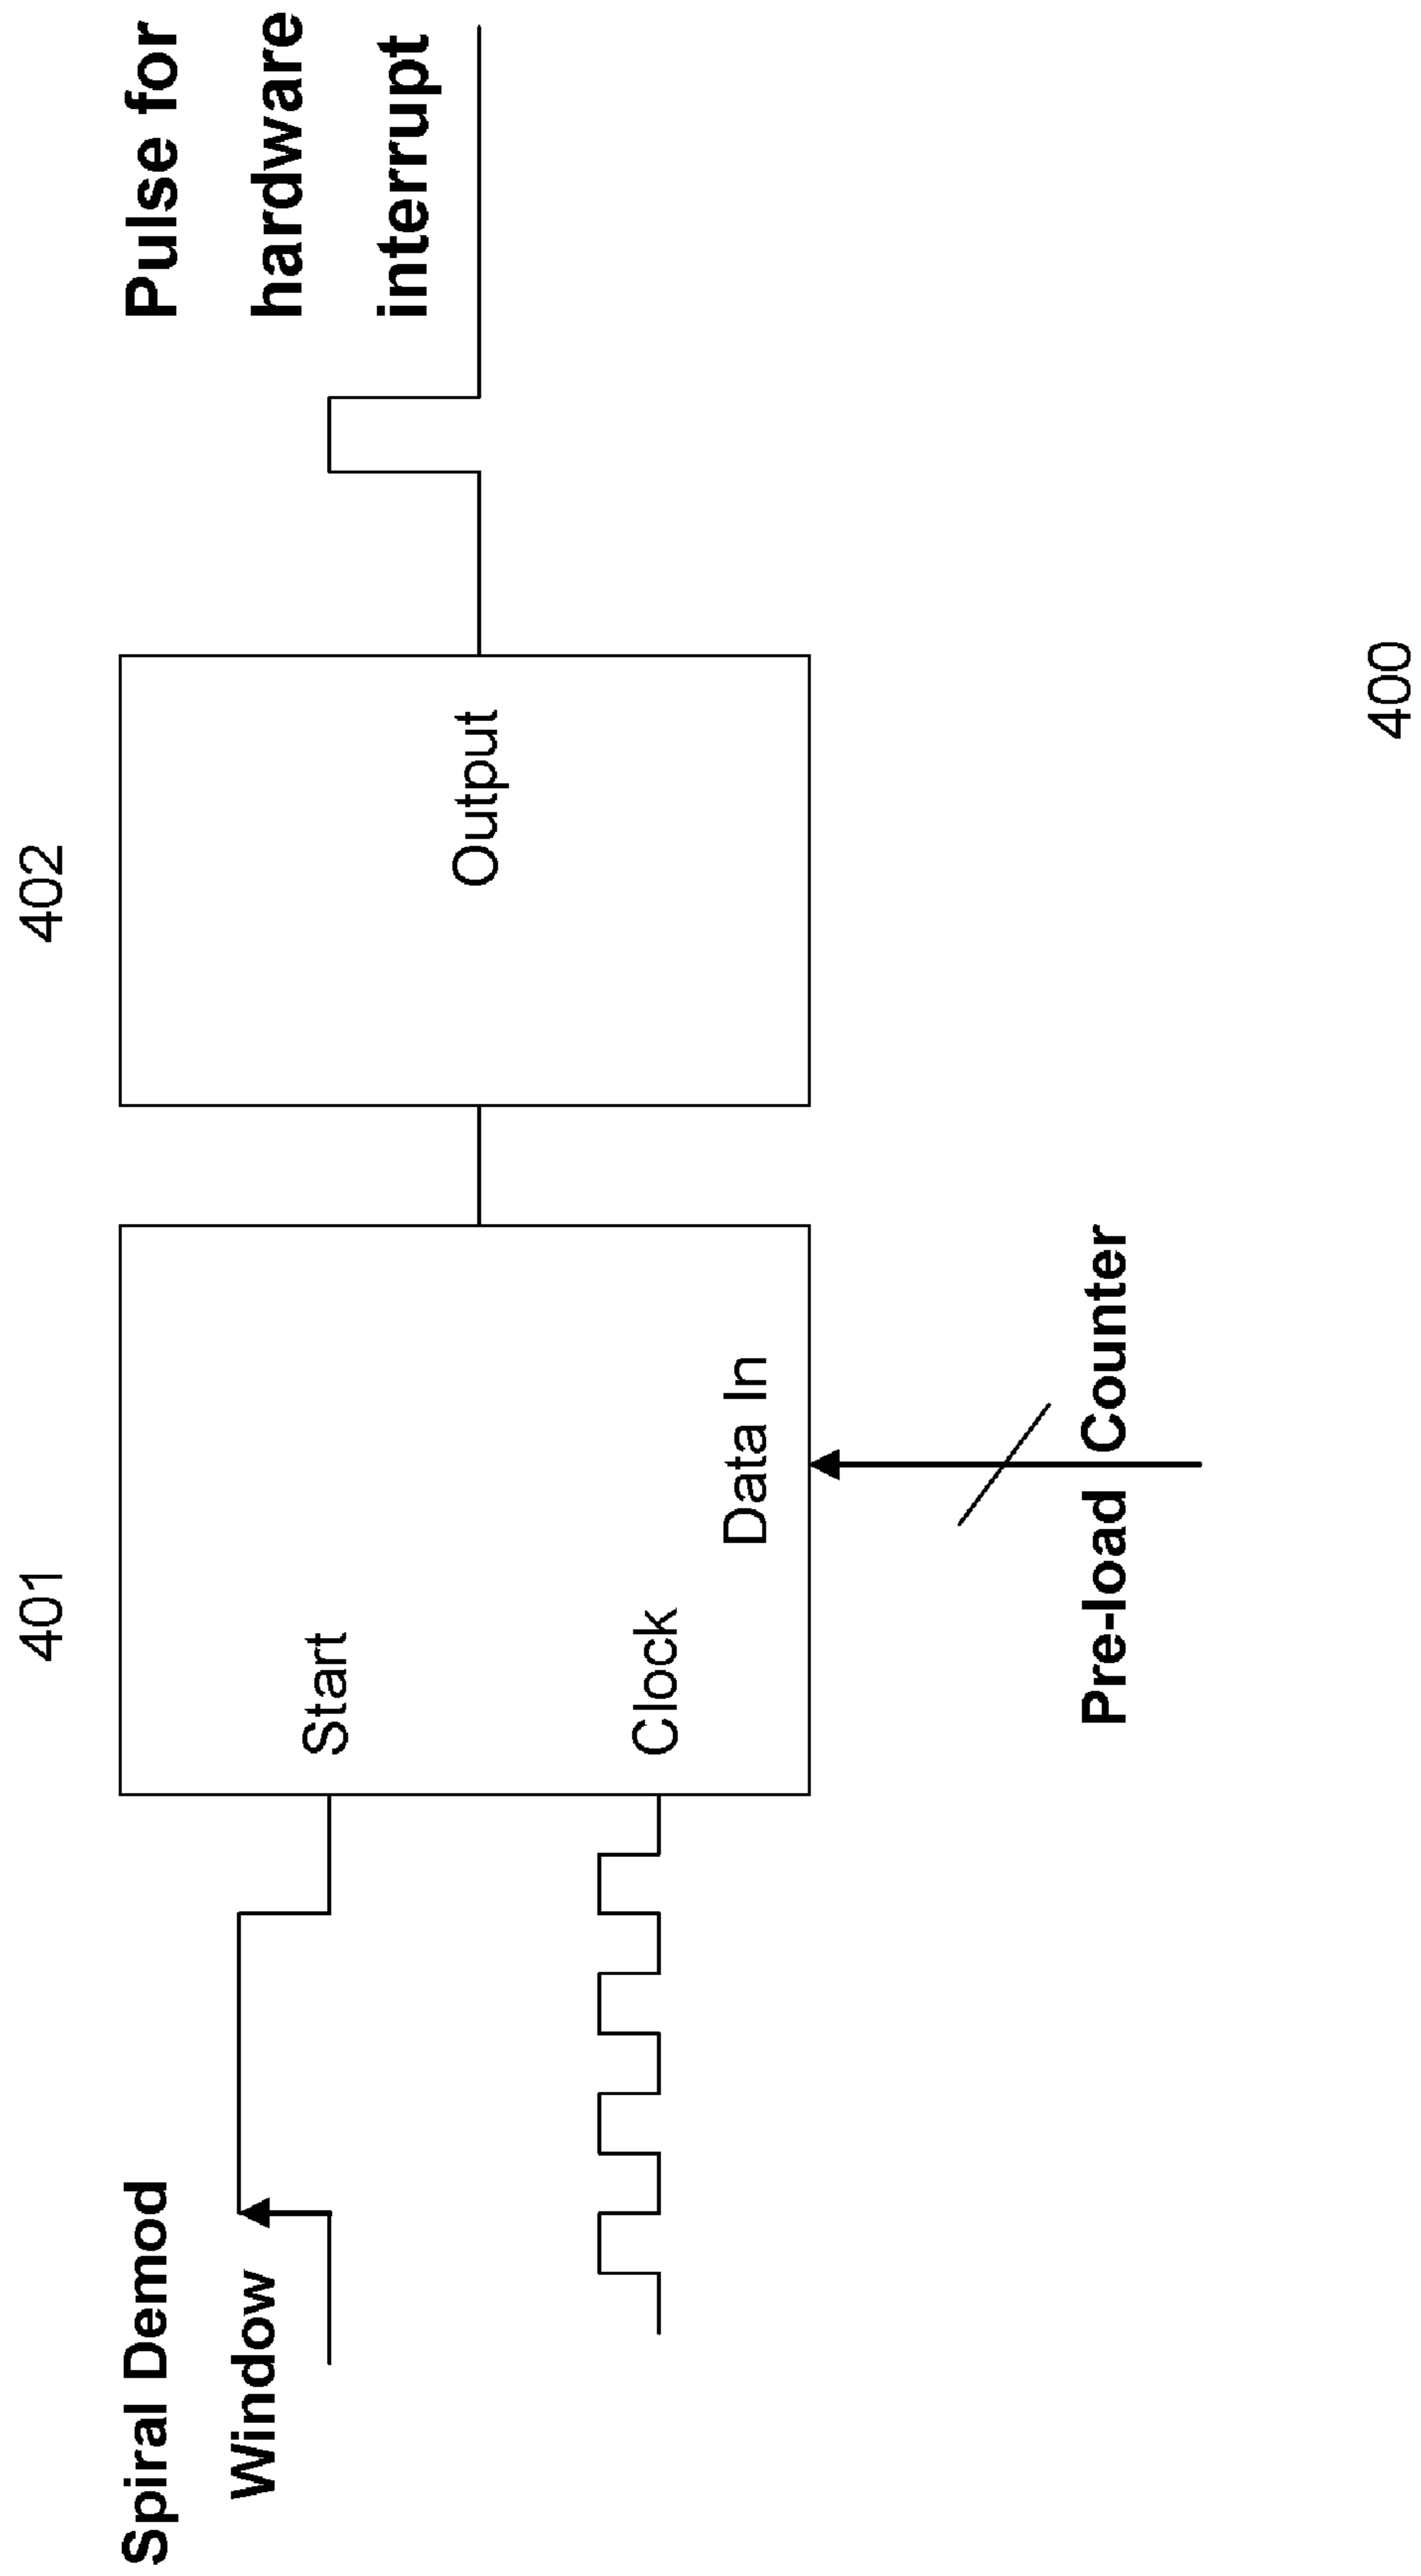 401
402
Spiral Demod
Window
Start
Clock
Data In
Output
Pulse for
hardware
interrupt
Pre-load Counter
400